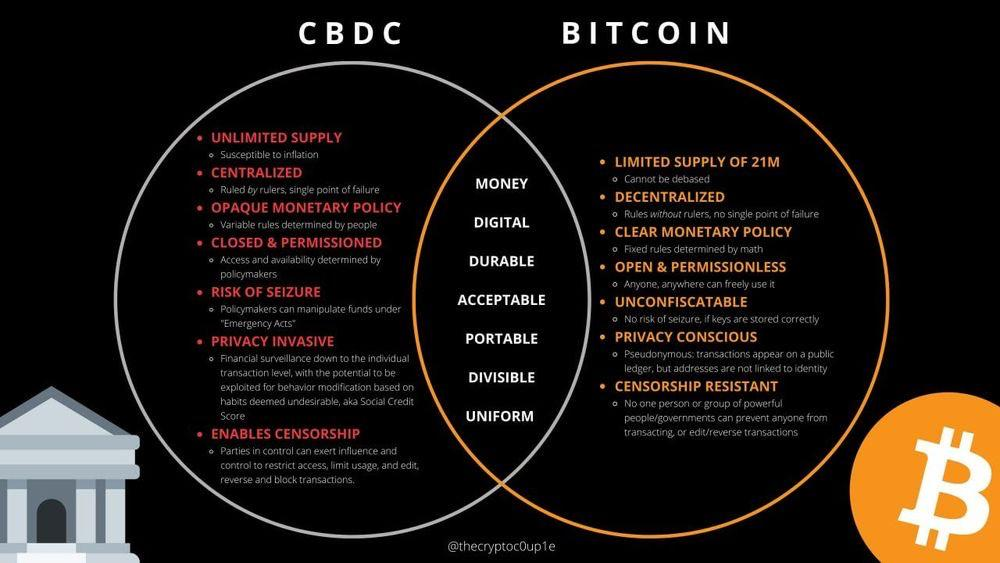 CBDC
BITCOIN
• UNLIMITED SUPPLY
Susceptible to inflation
• CENTRALIZED
Ruled by rulers, single point of failure
• OPAQUE MONETARY POLICY
Variable rules determined by people
• CLOSED & PERMISSIONED
Access and availability determined by
policymakers
• RISK OF SEIZURE
Policymakers can manipulate funds under
"Emergency Acts"
• PRIVACY INVASIVE
Financial surveillance down to the individual
transaction level, with the potential to be
exploited for behavior modification based on
habits deemed undesirable, aka Social Credit
Score
• ENABLES CENSORSHIP
Parties in control can exert influence and
control to restrict access, limit usage, and edit,
reverse and block transactions.
MONEY
DIGITAL
DURABLE
ACCEPTABLE
PORTABLE
DIVISIBLE
UNIFORM
• LIMITED SUPPLY OF 21M
Cannot be debased
• DECENTRALIZED
Rules without rulers, no single point of failure
• CLEAR MONETARY POLICY
Fixed rules determined by math
• OPEN & PERMISSIONLESS
Anyone, anywhere can freely use it
• UNCONFISCATABLE
No risk of seizure, if keys are stored correctly
• PRIVACY CONSCIOUS
Pseudonymous: transactions appear on a public
ledger, but addresses are not linked to identity
• CENSORSHIP RESISTANT
No one person or group of powerful
people/governments can prevent anyone from
transacting, or edit/reverse transactions
@thecryptoc0up1e